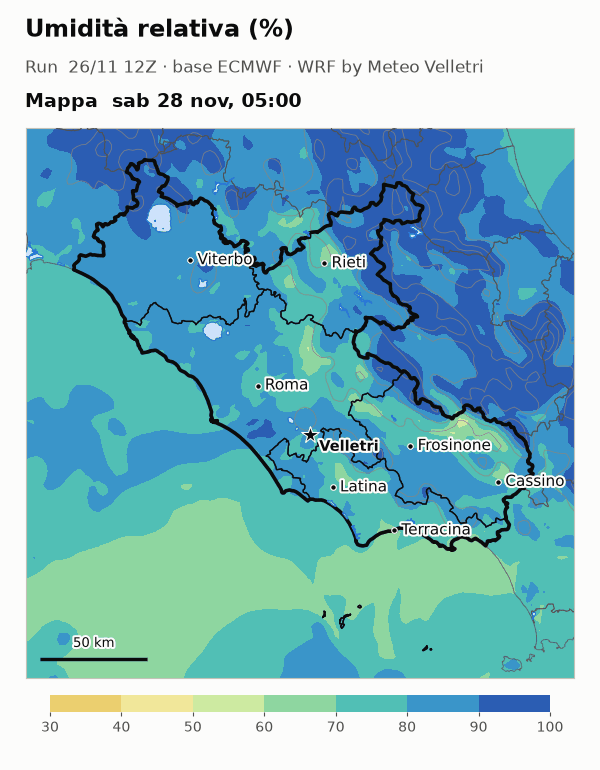 Umidità relativa (%)
Run  26/11 12Z · base ECMWF · WRF by Meteo Velletri
Mappa  sab 28 nov, 05:00
Viterbo
Rieti
Roma
Velletri
Frosinone
Cassino
Latina
Terracina
50 km
30 40 50 60 70 80 90 100